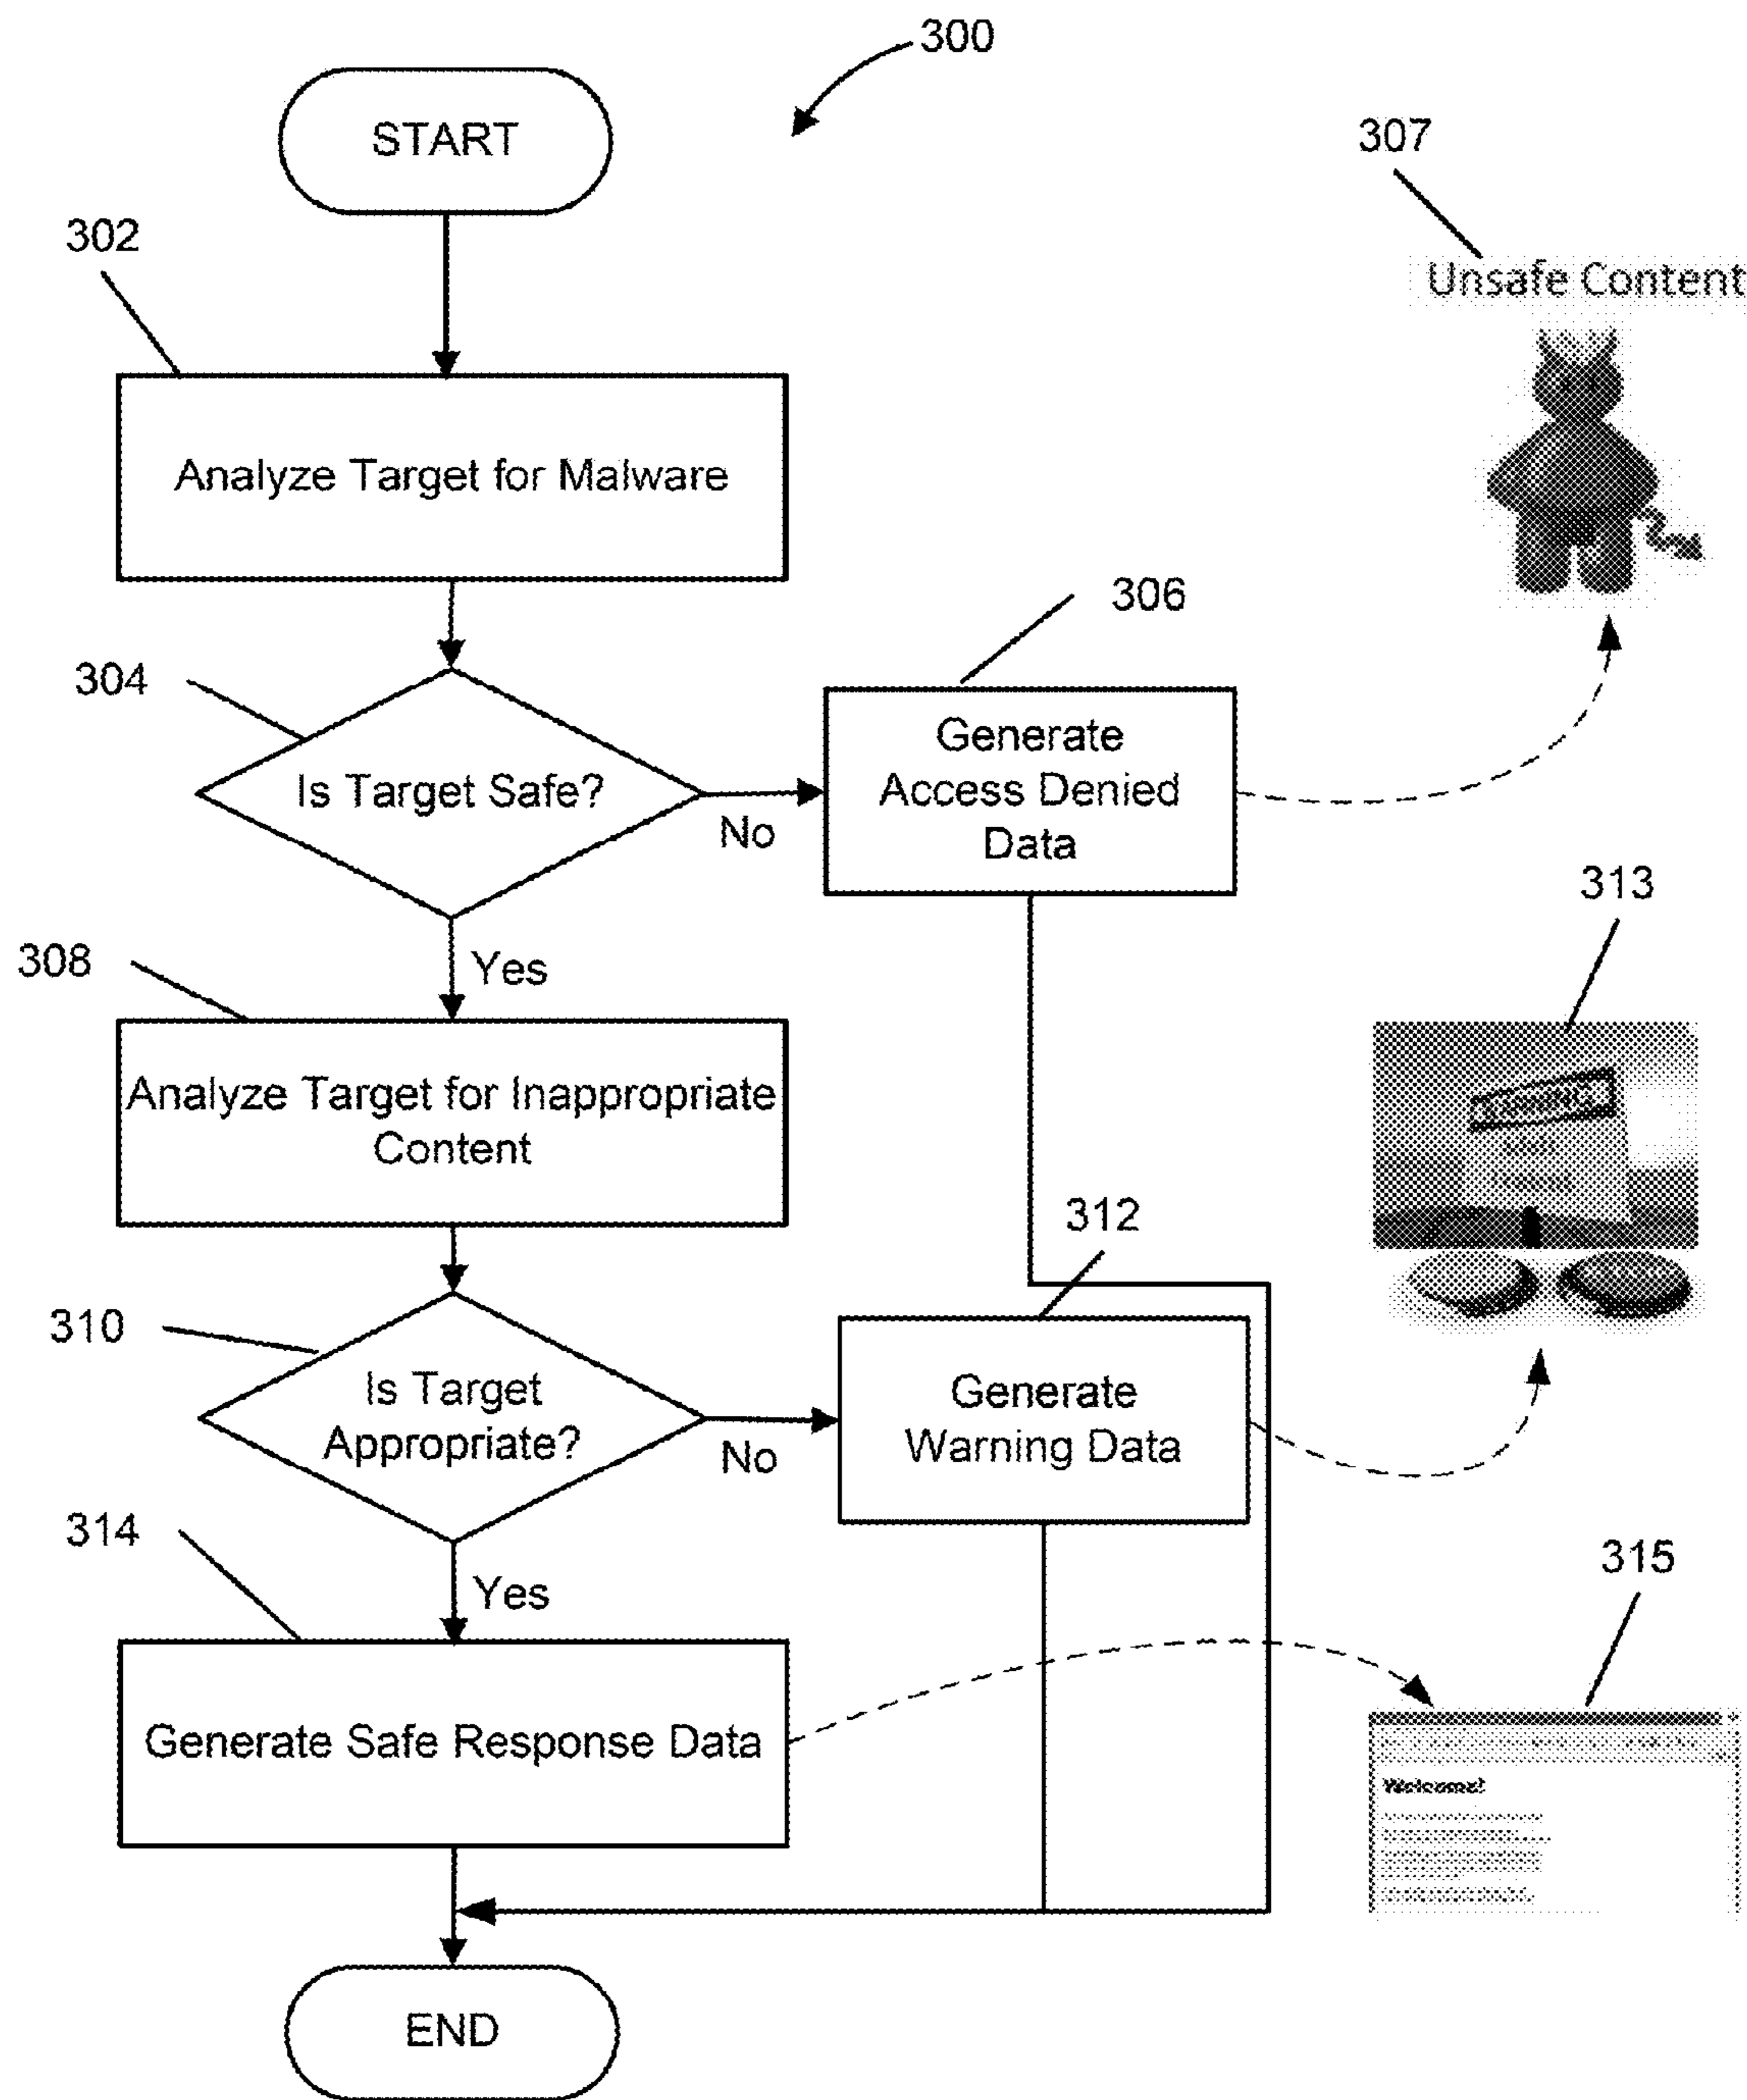 300
START
307
302
Unsafe Content
Analyze Target for Malware
306
304
Generate
Access Denied
Data
Is Target Safe?
No
313
308
Yes
Analyze Target for Inappropriate
Content
312
310
Is Target
Appropriate?
Generate
Warning Data
No
314
315
Yes
Generate Safe Response Data
Welcome!
END